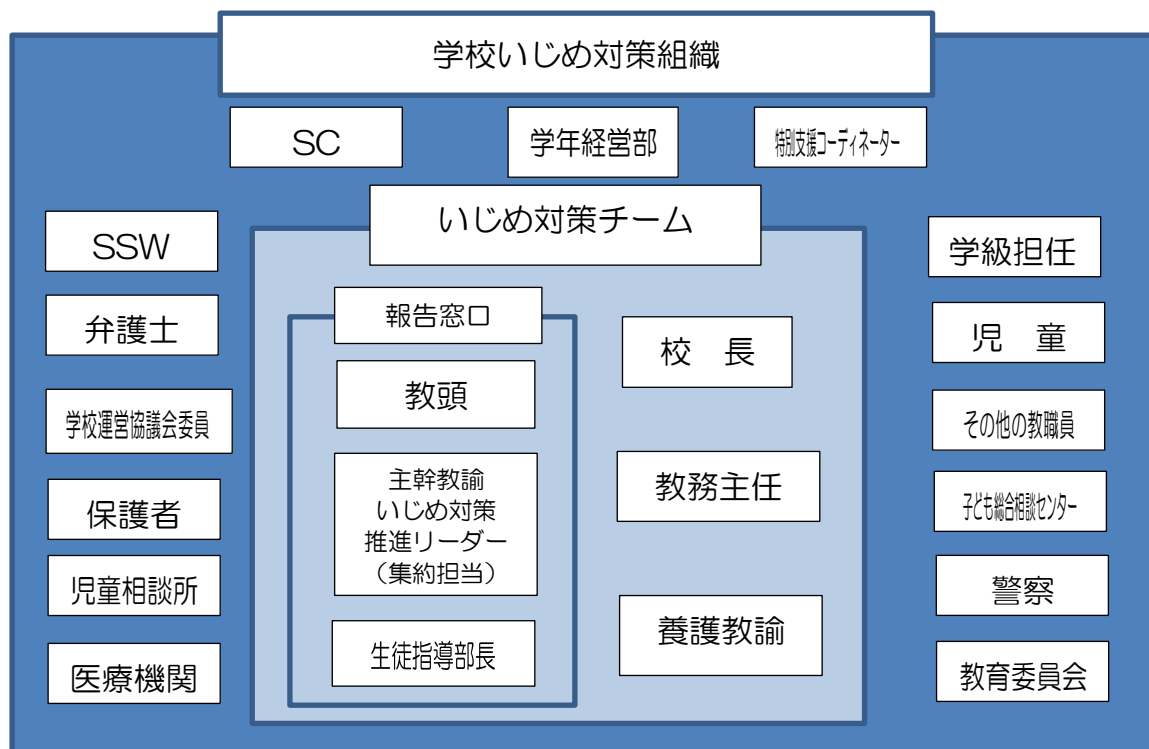 学校いじめ対策組織
SC
学年経営部
特別支援コーディネーター
いじめ対策チーム
SSW
弁護士
学校運営協議会委員
保護者
児童相談所
医療機関
報告窓口
教頭
主幹教諭
いじめ対策
推進リーダー
（集約担当）
生徒指導部長
校　長
教務主任
養護教諭
学級担任
児　童
その他の教職員
子ども総合相談センター
警察
教育委員会